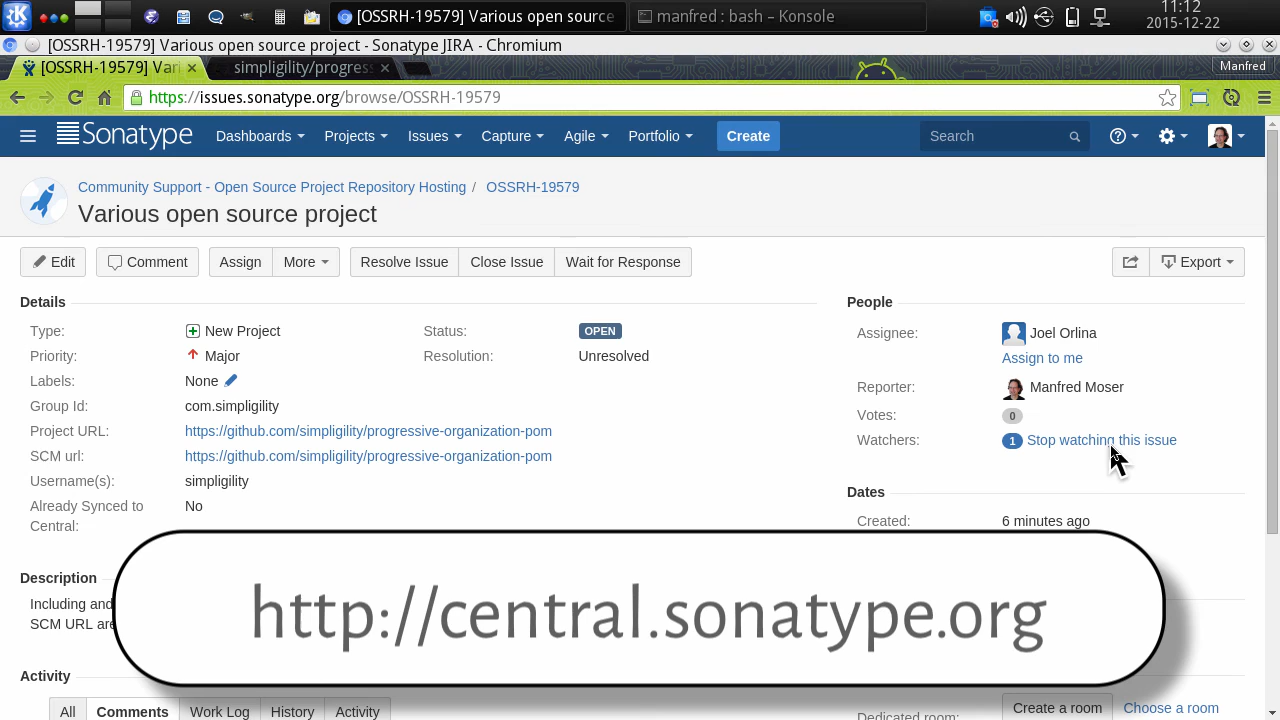 [OSSRH-19579] Various open source
manfred : bash – Konsole
11:12
2015-12-22
[OSSRH-19579] Various open source project - Sonatype JIRA - Chromium
[OSSRH-19579] Vari
simpligility/progress
Manfred
https://issues.sonatype.org/browse/OSSRH-19579
Sonatype Dashboards Projects Issues Capture Agile Portfolio Create Search
Community Support - Open Source Project Repository Hosting / OSSRH-19579
Various open source project
Edit Comment Assign More Resolve Issue Close Issue Wait for Response Export
Details
Type: New Project
Status: OPEN
Priority: Major
Resolution: Unresolved
Labels: None
Group Id: com.simpligility
Project URL: https://github.com/simpligility/progressive-organization-pom
SCM url: https://github.com/simpligility/progressive-organization-pom
Username(s): simpligility
Already Synced to Central: No
People
Assignee: Joel Orlina
Assign to me
Reporter: Manfred Moser
Votes: 0
Watchers: 1 Stop watching this issue
Dates
Created: 6 minutes ago
Description
Including and
SCM URL are
http://central.sonatype.org
Activity
All Comments Work Log History Activity
Dedicated room: Create a room Choose a room